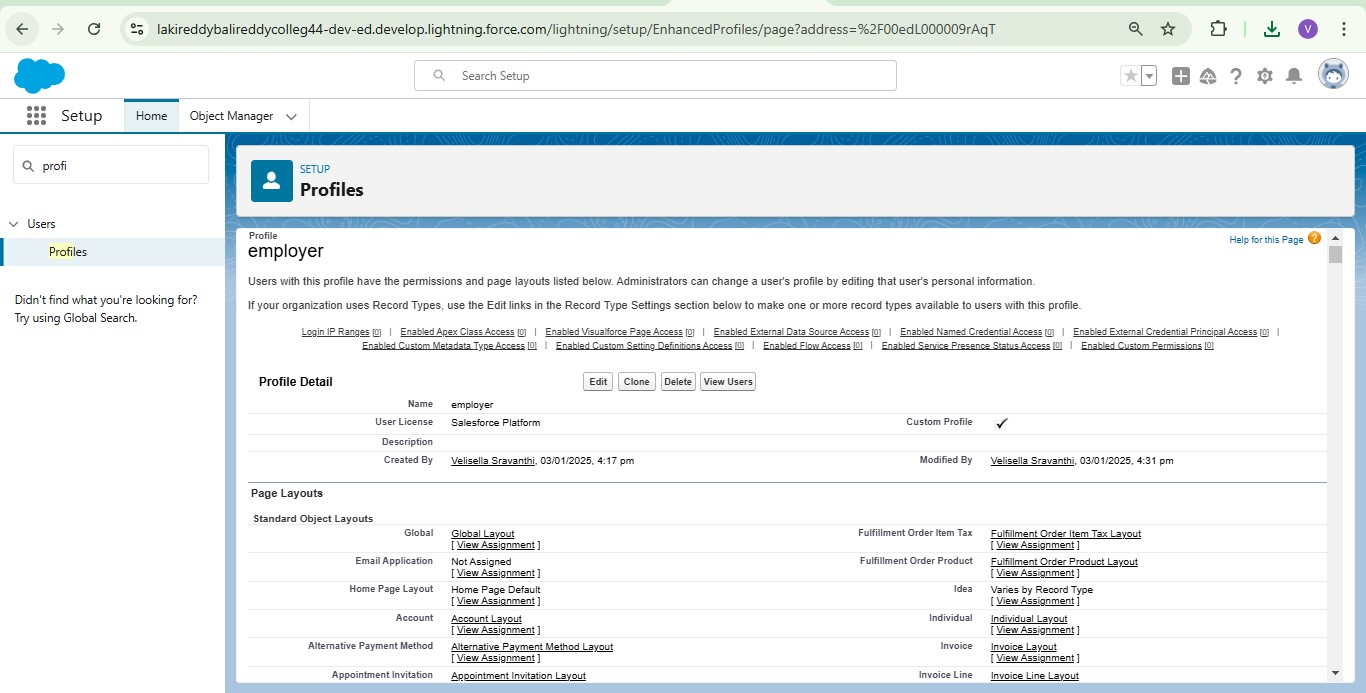 lakireddybalireddycolleg44-dev-ed.develop.lightning.force.com/lightning/setup/EnhancedProfiles/page?address=%2F00edL000009rAqT
V
Search Setup
Setup Home Object Manager
profi
Users
Profiles
Didn't find what you're looking for?
Try using Global Search.
SETUP
Profiles
Profile
employer
Help for this Page ?
Users with this profile have the permissions and page layouts listed below. Administrators can change a user's profile by editing that user's personal information.
If your organization uses Record Types, use the Edit links in the Record Type Settings section below to make one or more record types available to users with this profile.
Login IP Ranges [0] | Enabled Apex Class Access [0] | Enabled Visualforce Page Access [0] | Enabled External Data Source Access [0] | Enabled Named Credential Access [0] | Enabled External Credential Principal Access [0] |
Enabled Custom Metadata Type Access [0] | Enabled Custom Setting Definitions Access [0] | Enabled Flow Access [0] | Enabled Service Presence Status Access [0] | Enabled Custom Permissions [0]
Profile Detail Edit Clone Delete View Users
Name employer
User License Salesforce Platform Custom Profile ✓
Description
Created By Velisella Sravanthi, 03/01/2025, 4:17 pm Modified By Velisella Sravanthi, 03/01/2025, 4:31 pm
Page Layouts
Standard Object Layouts
Global Global Layout Fulfillment Order Item Tax Fulfillment Order Item Tax Layout
[ View Assignment ] [ View Assignment ]
Email Application Not Assigned Fulfillment Order Product Fulfillment Order Product Layout
[ View Assignment ] [ View Assignment ]
Home Page Layout Home Page Default Idea Varies by Record Type
[ View Assignment ] [ View Assignment ]
Account Account Layout Individual Individual Layout
[ View Assignment ] [ View Assignment ]
Alternative Payment Method Alternative Payment Method Layout Invoice Invoice Layout
[ View Assignment ] [ View Assignment ]
Appointment Invitation Appointment Invitation Layout Invoice Line Invoice Line Layout